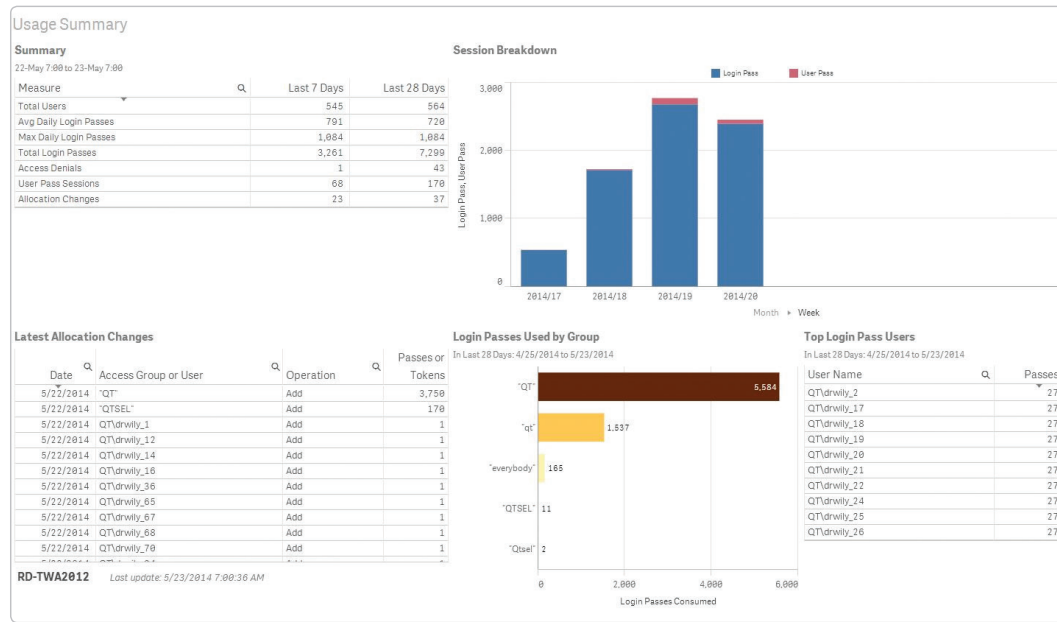 Usage Summary
Summary
22-May 7:00 to 23-May 7:00
Measure Last 7 Days Last 28 Days
Total Users 545 564
Avg Daily Login Passes 791 720
Max Daily Login Passes 1,084 1,084
Total Login Passes 3,261 7,299
Access Denials 1 43
User Pass Sessions 68 170
Allocation Changes 23 37
Session Breakdown
Login Pass User Pass
Login Pass, User Pass
3,000
2,000
1,000
0
2014/17 2014/18 2014/19 2014/20
Month Week
Latest Allocation Changes
Date Access Group or User Operation Passes or Tokens
5/22/2014 "QT" Add 3,750
5/22/2014 "QTSEL" Add 170
5/22/2014 QT\drwily_1 Add 1
5/22/2014 QT\drwily_12 Add 1
5/22/2014 QT\drwily_14 Add 1
5/22/2014 QT\drwily_16 Add 1
5/22/2014 QT\drwily_36 Add 1
5/22/2014 QT\drwily_65 Add 1
5/22/2014 QT\drwily_67 Add 1
5/22/2014 QT\drwily_68 Add 1
5/22/2014 QT\drwily_70 Add 1
Login Passes Used by Group
In Last 28 Days: 4/25/2014 to 5/23/2014
"QT" 5,584
"qt" 1,537
"everybody" 165
"QTSEL" 11
"Qtsel" 2
0 2,000 4,000 6,000
Login Passes Consumed
Top Login Pass Users
In Last 28 Days: 4/25/2014 to 5/23/2014
User Name Passes
QT\drwily_2 27
QT\drwily_17 27
QT\drwily_18 27
QT\drwily_19 27
QT\drwily_20 27
QT\drwily_21 27
QT\drwily_22 27
QT\drwily_24 27
QT\drwily_25 27
QT\drwily_26 27
RD-TWA2012 Last update: 5/23/2014 7:00:36 AM